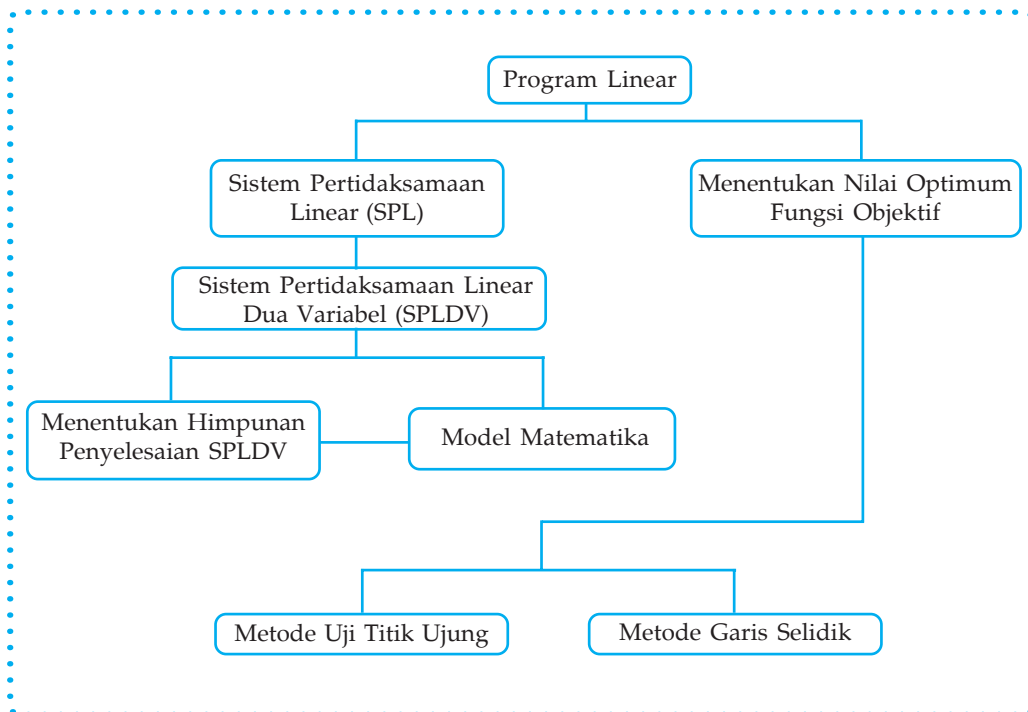 Program Linear
Sistem Pertidaksamaan
Linear (SPL)
Menentukan Nilai Optimum
Fungsi Objektif
Sistem Pertidaksamaan Linear
Dua Variabel (SPLDV)
Menentukan Himpunan
Penyelesaian SPLDV
Model Matematika
Metode Uji Titik Ujung
Metode Garis Selidik